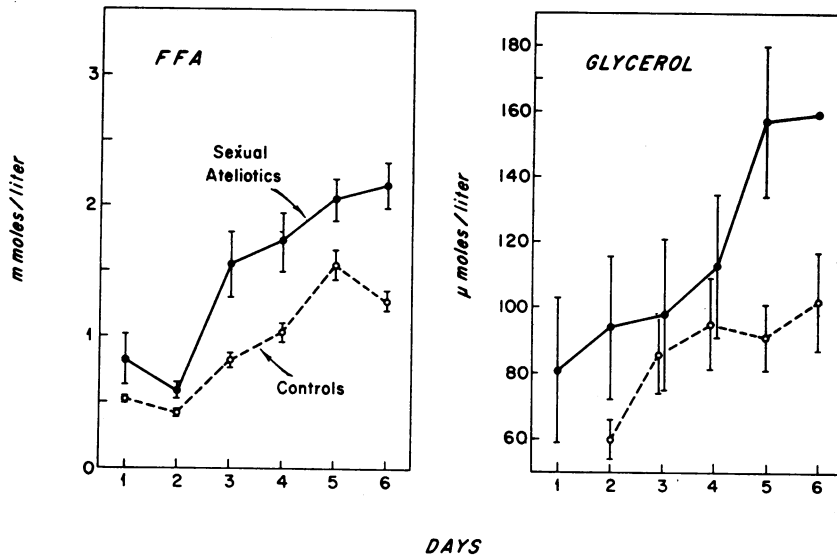 FFA
m moles/liter
3
2
1
0
Sexual
Ateliotics
Controls
1 2 3 4 5 6
GLYCEROL
μ moles/liter
180
160
140
120
100
80
60
1 2 3 4 5 6
DAYS